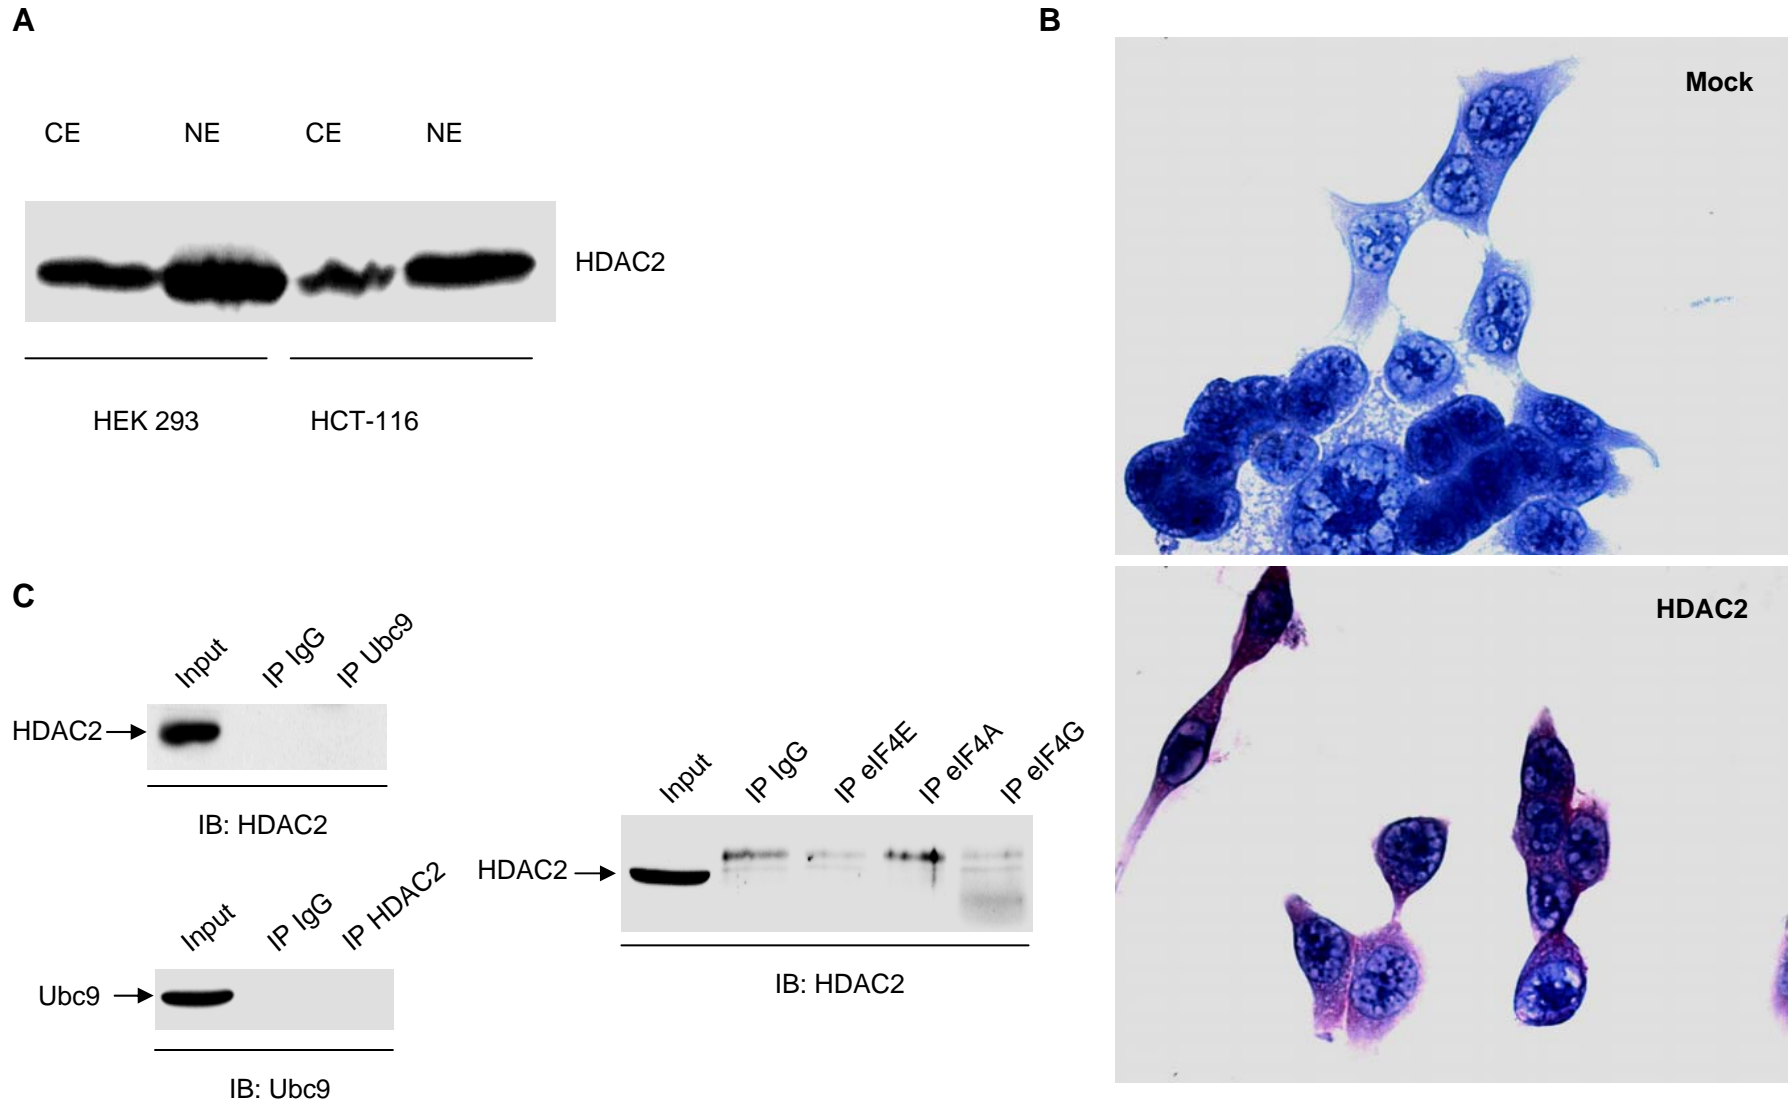 A
CE NE CE NE
HDAC2
HEK 293 HCT-116
B
Mock
HDAC2
C
Input IP IgG IP Ubc9
HDAC2
IB: HDAC2
Input IP IgG IP HDAC2
Ubc9
IB: Ubc9
Input IP IgG IP eIF4E IP eIF4A IP eIF4G
HDAC2
IB: HDAC2